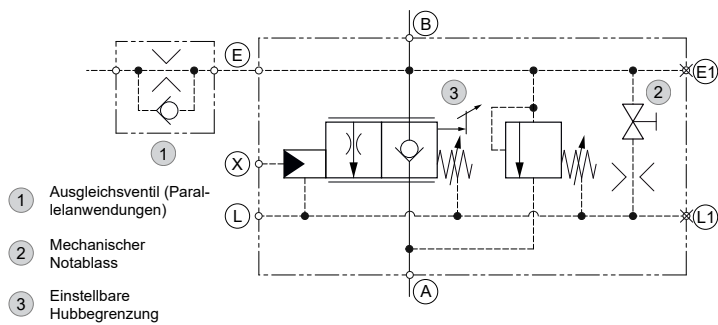 B
E
E1
3
2
1
X
1
Ausgleichsventil (Paral-
lelanwendungen)
L
L1
2
Mechanischer
Notablass
A
3
Einstellbare
Hubbegrenzung